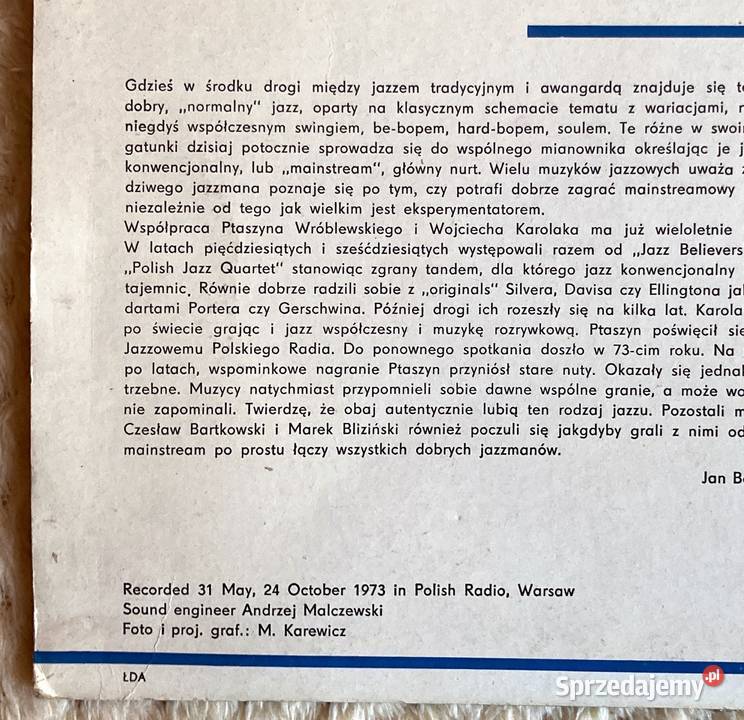 Gdzieś w środku drogi między jazzem tradycyjnym i awangardą znajduje się
dobry, „normalny" jazz, oparty na klasycznym schemacie tematu z wariacjami,
niegdyś współczesnym swingiem, be-bopem, hard-bopem, soulem. Te różne w
gatunki dzisiaj potocznie sprowadza się do wspólnego mianownika określając je
konwencjonalny, lub „mainstream", główny nurt. Wielu muzyków jazzowych uważa
dziwego jazzmana poznaje się po tym, czy potrafi dobrze zagrać mainstreamowy
niezależnie od tego jak wielkim jest eksperymentatorem.
Współpraca Ptaszyna Wróblewskiego i Wojciecha Karolaka ma już wieloletnie
W latach pięćdziesiątych i sześćdziesiątych występowali razem od „Jazz Believers
„Polish Jazz Quartet" stanowiąc zgrany tandem, dla którego jazz konwencjonalny
tajemnic. Równie dobrze radzili sobie z „originals" Silvera, Davisa czy Ellingtona
dartami Portera czy Gerschwina. Później drogi ich rozeszły się na kilka lat.
po świecie grając i jazz współczesny i muzykę rozrywkową. Ptaszyn poświęcił
Jazzowemu Polskiego Radia. Do ponownego spotkania doszło w 73-cim roku. Na
po latach, wspominkowe nagranie Ptaszyn przyniósł stare nuty. Okazały się
trzebne. Muzycy natychmiast przypomnieli sobie dawne wspólne granie, a może
nie zapominali. Twierdzę, że obaj autentycznie lubią ten rodzaj jazzu. Pozostali
Czesław Bartkowski i Marek Bliziński również poczuli się jakgdyby grali z nimi od
mainstream po prostu łączy wszystkich dobrych jazzmanów.
Jan
Recorded 31 May, 24 October 1973 in Polish Radio, Warsaw
Sound engineer Andrzej Malczewski
Foto i proj. graf.: M. Karewicz
ŁDA
Sprzedajemy.pl